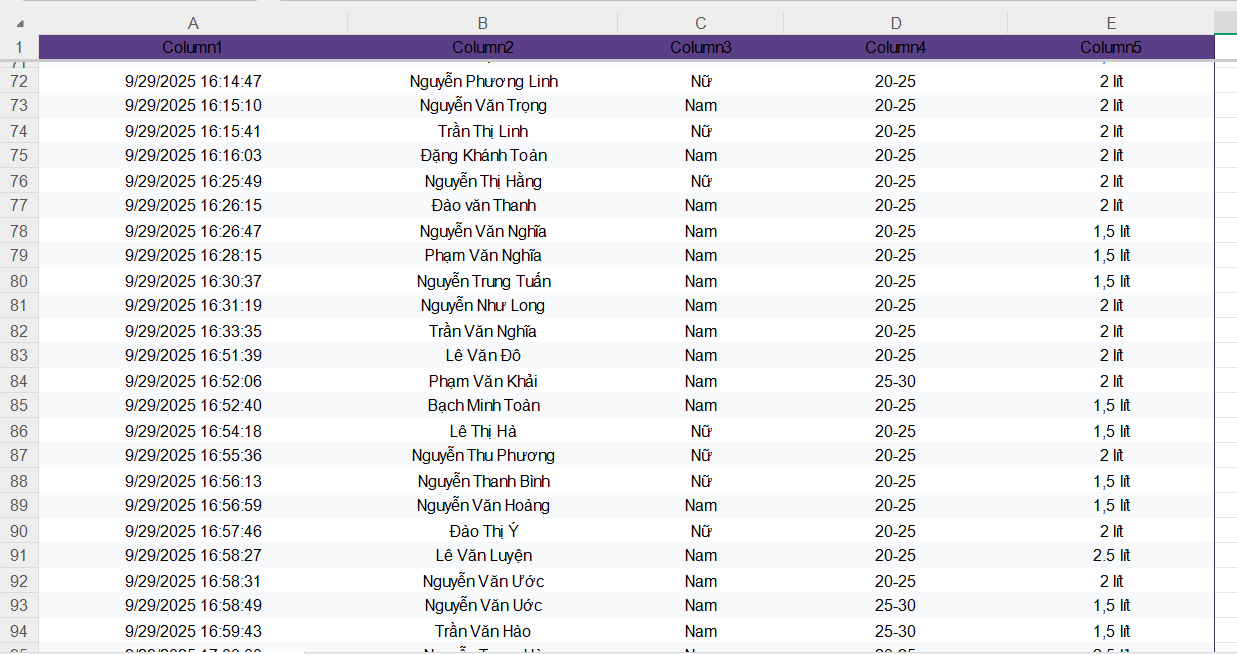 A B C D E
1 Column1 Column2 Column3 Column4 Column5
71
72 9/29/2025 16:14:47 Nguyễn Phương Linh Nữ 20-25 2 lít
73 9/29/2025 16:15:10 Nguyễn Văn Trọng Nam 20-25 2 lít
74 9/29/2025 16:15:41 Trần Thị Linh Nữ 20-25 2 lít
75 9/29/2025 16:16:03 Đặng Khánh Toàn Nam 20-25 2 lít
76 9/29/2025 16:25:49 Nguyễn Thị Hằng Nữ 20-25 2 lít
77 9/29/2025 16:26:15 Đào văn Thanh Nam 20-25 2 lít
78 9/29/2025 16:26:47 Nguyễn Văn Nghĩa Nam 20-25 1,5 lít
79 9/29/2025 16:28:15 Phạm Văn Nghĩa Nam 20-25 1,5 lít
80 9/29/2025 16:30:37 Nguyễn Trung Tuấn Nam 20-25 1,5 lít
81 9/29/2025 16:31:19 Nguyễn Như Long Nam 20-25 2 lít
82 9/29/2025 16:33:35 Trần Văn Nghĩa Nam 20-25 2 lít
83 9/29/2025 16:51:39 Lê Văn Đô Nam 20-25 2 lít
84 9/29/2025 16:52:06 Phạm Văn Khải Nam 25-30 2 lít
85 9/29/2025 16:52:40 Bạch Minh Toàn Nam 20-25 1,5 lít
86 9/29/2025 16:54:18 Lê Thị Hà Nữ 20-25 1,5 lít
87 9/29/2025 16:55:36 Nguyễn Thu Phương Nữ 20-25 2 lít
88 9/29/2025 16:56:13 Nguyễn Thanh Bình Nữ 20-25 1,5 lít
89 9/29/2025 16:56:59 Nguyễn Văn Hoàng Nam 20-25 1,5 lít
90 9/29/2025 16:57:46 Đào Thị Ý Nữ 20-25 2 lít
91 9/29/2025 16:58:27 Lê Văn Luyện Nam 20-25 2.5 lít
92 9/29/2025 16:58:31 Nguyễn Văn Ước Nam 20-25 2 lít
93 9/29/2025 16:58:49 Nguyễn Văn Uớc Nam 25-30 1,5 lít
94 9/29/2025 16:59:43 Trần Văn Hào Nam 25-30 1,5 lít